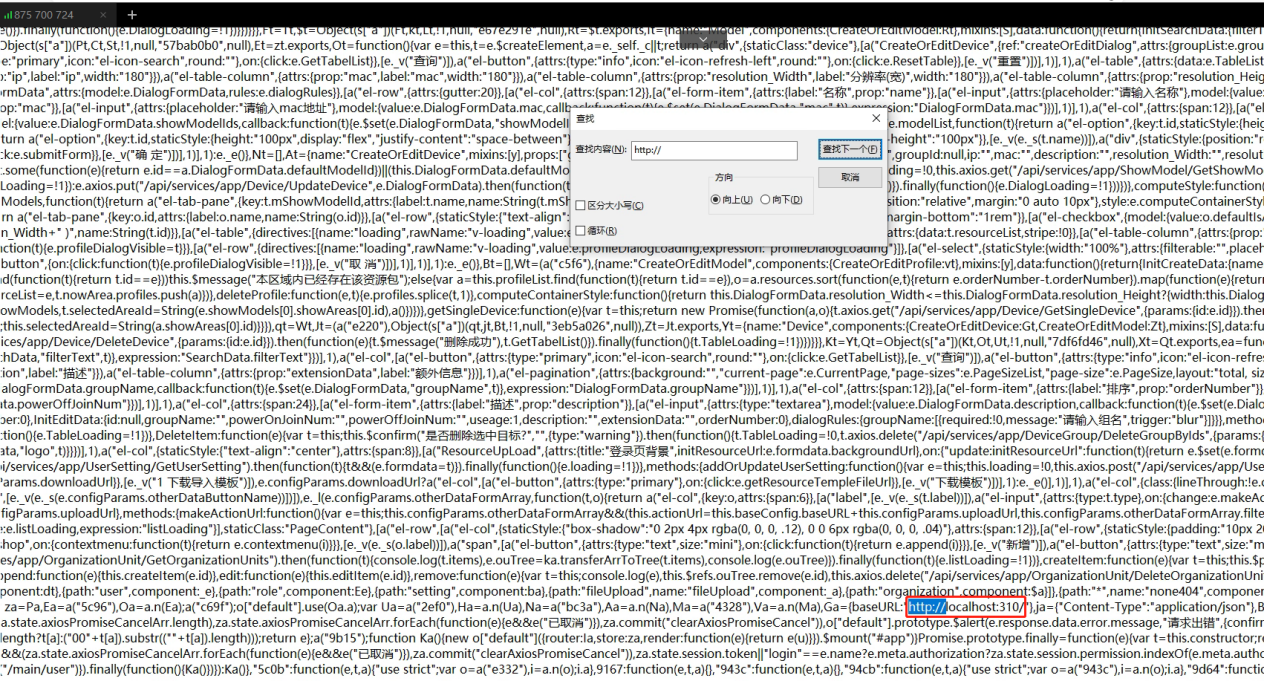 875 700 724 × +
e()}).finally(function(){e.DialogLoading=!1})}}}}),Ft=Tt,$t=Object(s["a"])(Ft,kt,Lt,!1,null,"e67e291e",null),Rt=$t.exports,It={name:"Model",components:{CreateOrEditModel:Rt},mixins:[S],data:function(){return{InitSearchData:{filterT
Object(s["a"])(Pt,Ct,St,!1,null,"57bab0b0",null),Et=zt.exports,Ot=function(){var e=this,t=e.$createElement,a=e._self._c||t;return a("div",{staticClass:"device"},[a("CreateOrEditDevice",{ref:"createOrEditDialog",attrs:{groupList:e.grou
e:"primary",icon:"el-icon-search",round:""},on:{click:e.GetTabelList}},[e._v("查询")]),a("el-button",{attrs:{type:"info",icon:"el-icon-refresh-left",round:""},on:{click:e.ResetTable}},[e._v("重置")])],1)],1),a("el-table",{attrs:{data:e.TableList
p:"ip",label:"ip",width:"180"}}),a("el-table-column",{attrs:{prop:"mac",label:"mac",width:"180"}}),a("el-table-column",{attrs:{prop:"resolution_Width",label:"分辨率(宽)",width:"180"}}),a("el-table-column",{attrs:{prop:"resolution_Heig
ormData",attrs:{model:e.DialogFormData,rules:e.dialogRules}},[a("el-row",{attrs:{gutter:20}},[a("el-col",{attrs:{span:12}},[a("el-form-item",{attrs:{label:"名称",prop:"name"}},[a("el-input",{attrs:{placeholder:"请输入名称"},model:{value:
op:"mac"}},[a("el-input",{attrs:{placeholder:"请输入mac地址"},model:{value:e.DialogFormData.mac,callback:function(t){e.$set(e.DialogFormData,"mac",t)},expression:"DialogFormData.mac"}})],1)],1),a("el-col",{attrs:{span:12}},[a("el
el:{value:e.DialogFormData.showModelIds,callback:function(t){e.$set(e.DialogFormData,"showModelI
e.modelList,function(t){return a("el-option",{key:t.id,staticStyle:{heig
查找 ×
turn a("el-option",{key:t.id,staticStyle:{height:"100px",display:"flex","justify-content":"space-between"}
height":"100px"}},[e._v(e._s(t.name))]),a("div",{staticStyle:{position:"r
查找内容(N): http:// 查找下一个(F)
ck:e.submitForm}},[e._v("确 定")])],1)],1):e._e()},Nt=[],At={name:"CreateOrEditDevice",mixins:[y],props:["g
,groupId:null,ip:"",mac:"",description:"",resolution_Width:"",resolut
方向 取消
向上(U) 向下(D)
区分大小写(C)
循环(R)
t.some(function(e){return e.id==a.DialogFormData.defaultModelId})||(this.DialogFormData.defaultMo
ng=!0,this.axios.get("/api/services/app/ShowModel/GetShowMo
Loading=!1}):e.axios.put("/api/services/app/Device/UpdateDevice",e.DialogFormData).then(function(
}).finally(function(){e.DialogLoading=!1})}}}),computeStyle:function(
Models,function(t){return a("el-tab-pane",{key:t.mShowModelId,attrs:{label:t.name,name:String(t.mSh
sition:"relative",margin:"0 auto 10px"},style:e.computeContainerStyle
rn a("el-tab-pane",{key:o.id,attrs:{label:o.name,name:String(o.id)}},[a("el-row",{staticStyle:{"text-align":
margin-bottom":"1rem"}},[a("el-checkbox",{model:{value:o.defaultIs
n_Width+" )",name:String(t.id)}},[a("el-table",{directives:[{name:"loading",rawName:"v-loading",value:e
attrs:{data:t.resourceList,stripe:!0}},[a("el-table-column",{attrs:{prop:
ction(t){e.profileDialogVisible=t}}},[a("el-row",{directives:[{name:"loading",rawName:"v-loading",value:e.profileDialogLoading,expression:"profileDialogLoading"}]},[a("el-select",{staticStyle:{width:"100%"},attrs:{filterable:"",placeh
button",{on:{click:function(t){e.profileDialogVisible=!1}}},[e._v("取 消")])],1)],1)],1):e._e()},Bt=[],Wt=(a("c5f6"),{name:"CreateOrEditModel",components:{CreateOrEditProfile:vt},mixins:[y],data:function(){return{InitCreateData:{name:
d(function(t){return t.id==e}))this.$message("本区域内已经存在该资源包");else{var a=this.profileList.find(function(t){return t.id==e}),o=a.resources.sort(function(e,t){return e.orderNumber-t.orderNumber}).map(function(e){return
rceList=e,t.nowArea.profiles.push(a)})},deleteProfile:function(e,t){e.profiles.splice(t,1)},computeContainerStyle:function(){return this.DialogFormData.resolution_Width<=this.DialogFormData.resolution_Height?{width:this.Dialog
owModels,t.selectedAreaId=String(e.showModels[0].showAreas[0].id),a()})})},getSingleDevice:function(e){var t=this;return new Promise(function(a,o){t.axios.get("/api/services/app/Device/GetSingleDevice",{params:{id:e.id}}).then
;this.selectedAreaId=String(a.showAreas[0].id)}}}),qt=Wt,Jt=(a("e220"),Object(s["a"])(qt,jt,Bt,!1,null,"3eb5a026",null)),Zt=Jt.exports,Yt={name:"Device",components:{CreateOrEditDevice:Gt,CreateOrEditModel:Zt},mixins:[S],data:fu
ices/app/Device/DeleteDevice",{params:{id:e.id}}).then(function(e){t.$message("删除成功"),t.GetTabelList()}).finally(function(){t.TableLoading=!1})}}}},Kt=Yt,Qt=Object(s["a"])(Kt,Ot,Ut,!1,null,"7df6fd46",null),Xt=Qt.exports,ea=func
chData,"filterText",t)},expression:"SearchData.filterText"}})],1),a("el-col",[a("el-button",{attrs:{type:"primary",icon:"el-icon-search",round:""},on:{click:e.GetTabelList}},[e._v("查询")]),a("el-button",{attrs:{type:"info",icon:"el-icon-refre
ion",label:"描述"}}),a("el-table-column",{attrs:{prop:"extensionData",label:"额外信息"}})],1),a("el-pagination",{attrs:{background:"","current-page":e.CurrentPage,"page-sizes":e.PageSizeList,"page-size":e.PageSize,layout:"total, siz
alogFormData.groupName,callback:function(t){e.$set(e.DialogFormData,"groupName",t)},expression:"DialogFormData.groupName"}})],1)],1),a("el-col",{attrs:{span:12}},[a("el-form-item",{attrs:{label:"排序",prop:"orderNumber"}}
ata.powerOffJoinNum"}})],1)],1),a("el-col",{attrs:{span:24}},[a("el-form-item",{attrs:{label:"描述",prop:"description"}},[a("el-input",{attrs:{type:"textarea"},model:{value:e.DialogFormData.description,callback:function(t){e.$set(e.Dialo
ber:0},InitEditData:{id:null,groupName:"",powerOnJoinNum:"",powerOffJoinNum:"",useage:1,description:"",extensionData:"",orderNumber:0},dialogRules:{groupName:[{required:!0,message:"请输入组名",trigger:"blur"}]}}},metho
ction(){e.TableLoading=!1})},DeleteItem:function(e){var t=this;this.$confirm("是否删除选中目标?","",{type:"warning"}).then(function(){t.TableLoading=!0,t.axios.delete("/api/services/app/DeviceGroup/DeleteGroupByIds",{params:{
ata,"logo",t)}}})],1),a("el-col",{staticStyle:{"text-align":"center"},attrs:{span:8}},[a("ResourceUpLoad",{attrs:{title:"登录页背景",initResourceUrl:e.formdata.backgroundUrl},on:{"update:initResourceUrl":function(t){return e.$set(e.formd
pi/services/app/UserSetting/GetUserSetting").then(function(t){t&&(e.formdata=t)}).finally(function(){e.loading=!1})},methods:{addOrUpdateUserSetting:function(){var e=this;this.loading=!0,this.axios.post("/api/services/app/Use
Params.downloadUrl}},[e._v("1 下载导入模板")]),e.configParams.downloadUrl?a("el-col",[a("el-button",{attrs:{type:"primary"},on:{click:e.getResourceTempleFileUrl}},[e._v("下载模板")])],1):e._e()],1)],1),a("el-col",{class:{lineThrough:!e.c
",[e._v(e._s(e.configParams.otherDataButtonName))])]),e._l(e.configParams.otherDataFormArray,function(t,o){return a("el-col",{key:o,attrs:{span:6}},[a("label",[e._v(e._s(t.label))]),a("el-input",{attrs:{type:t.type},on:{change:e.makeAc
figParams.uploadUrl},methods:{makeActionUrl:function(){var e=this;this.configParams.otherDataFormArray&&(this.actionUrl=this.baseConfig.baseURL+this.configParams.uploadUrl,this.configParams.otherDataFormArray.filte
:e.listLoading,expression:"listLoading"}],staticClass:"PageContent"},[a("el-row",[a("el-col",{staticStyle:{"box-shadow":"0 2px 4px rgba(0, 0, 0, .12), 0 0 6px rgba(0, 0, 0, .04)"},attrs:{span:12}},[a("el-row",{staticStyle:{padding:"10px 20
shop",on:{contextmenu:function(t){return e.contextmenu(i)}}},[e._v(e._s(o.label))]),a("span",[a("el-button",{attrs:{type:"text",size:"mini"},on:{click:function(t){return e.append(i)}}},[e._v("新增")]),a("el-button",{attrs:{type:"text",size:"m
es/app/OrganizationUnit/GetOrganizationUnits").then(function(t){console.log(t.items),e.ouTree=ka.transferArrToTree(t.items),console.log(e.ouTree)}).finally(function(){e.listLoading=!1})},createItem:function(e){var t=this;this.$p
ppend:function(e){this.createItem(e.id)},edit:function(e){this.editItem(e.id)},remove:function(e){var t=this;console.log(e),this.$refs.ouTree.remove(e.id),this.axios.delete("/api/services/app/OrganizationUnit/DeleteOrganizationUni
ponent:dt},{path:"user",component:_e},{path:"role",component:We},{path:"setting",component:ba},{path:"fileUpload",name:"fileUpload",component:_a},{path:"organization",component:$a}]},{path:"*",name:"none404",componen
za=Pa,Ea=a("5c96"),Oa=a.n(Ea);a("c69f");o["default"].use(Oa.a);var Ua=a("2ef0"),Ha=a.n(Ua),Na=a("bc3a"),Aa=a.n(Na),Ma=a("4328"),Va=a.n(Ma),Ga={baseURL:"http://localhost:310/"},ja={"Content-Type":"application/json"},B
a.state.axiosPromiseCancelArr.length),za.state.axiosPromiseCancelArr.forEach(function(e){e&&e("已取消")}),za.commit("clearAxiosPromiseCancel")),o["default"].prototype.$alert(e.response.data.error.message,"请求出错",{confirm
length?t[a]:("00"+t[a]).substr((""+t[a]).length)));return e};a("9b15");function Ka(){new o["default"]({router:Ia,store:za,render:function(e){return e(u)}}).$mount("#app")}Promise.prototype.finally=function(e){var t=this.constructor;re
&&(za.state.axiosPromiseCancelArr.forEach(function(e){e&&e("已取消")}),za.commit("clearAxiosPromiseCancel")),za.state.session.token||"login"==e.name?e.meta.authorization?za.state.session.permission.indexOf(e.meta.author
("/main/user")}).finally(function(){Ka()})}):Ka()},"5c0b":function(e,t,a){"use strict";var o=a("e332"),i=a.n(o);i.a},9167:function(e,t,a){},"943c":function(e,t,a){},"94cb":function(e,t,a){"use strict";var o=a("943c"),i=a.n(o);i.a},"9d64":functio